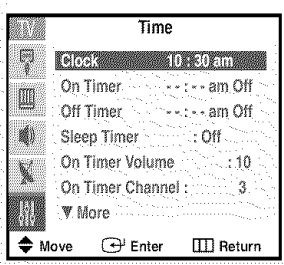 TV Time
Clock 10 : 30 am
On Timer - - : - - am Off
Off Timer - - : - - am Off
Sleep Timer : Off
On Timer Volume : 10
On Timer Channel : 3
▼ More
Move Enter Return